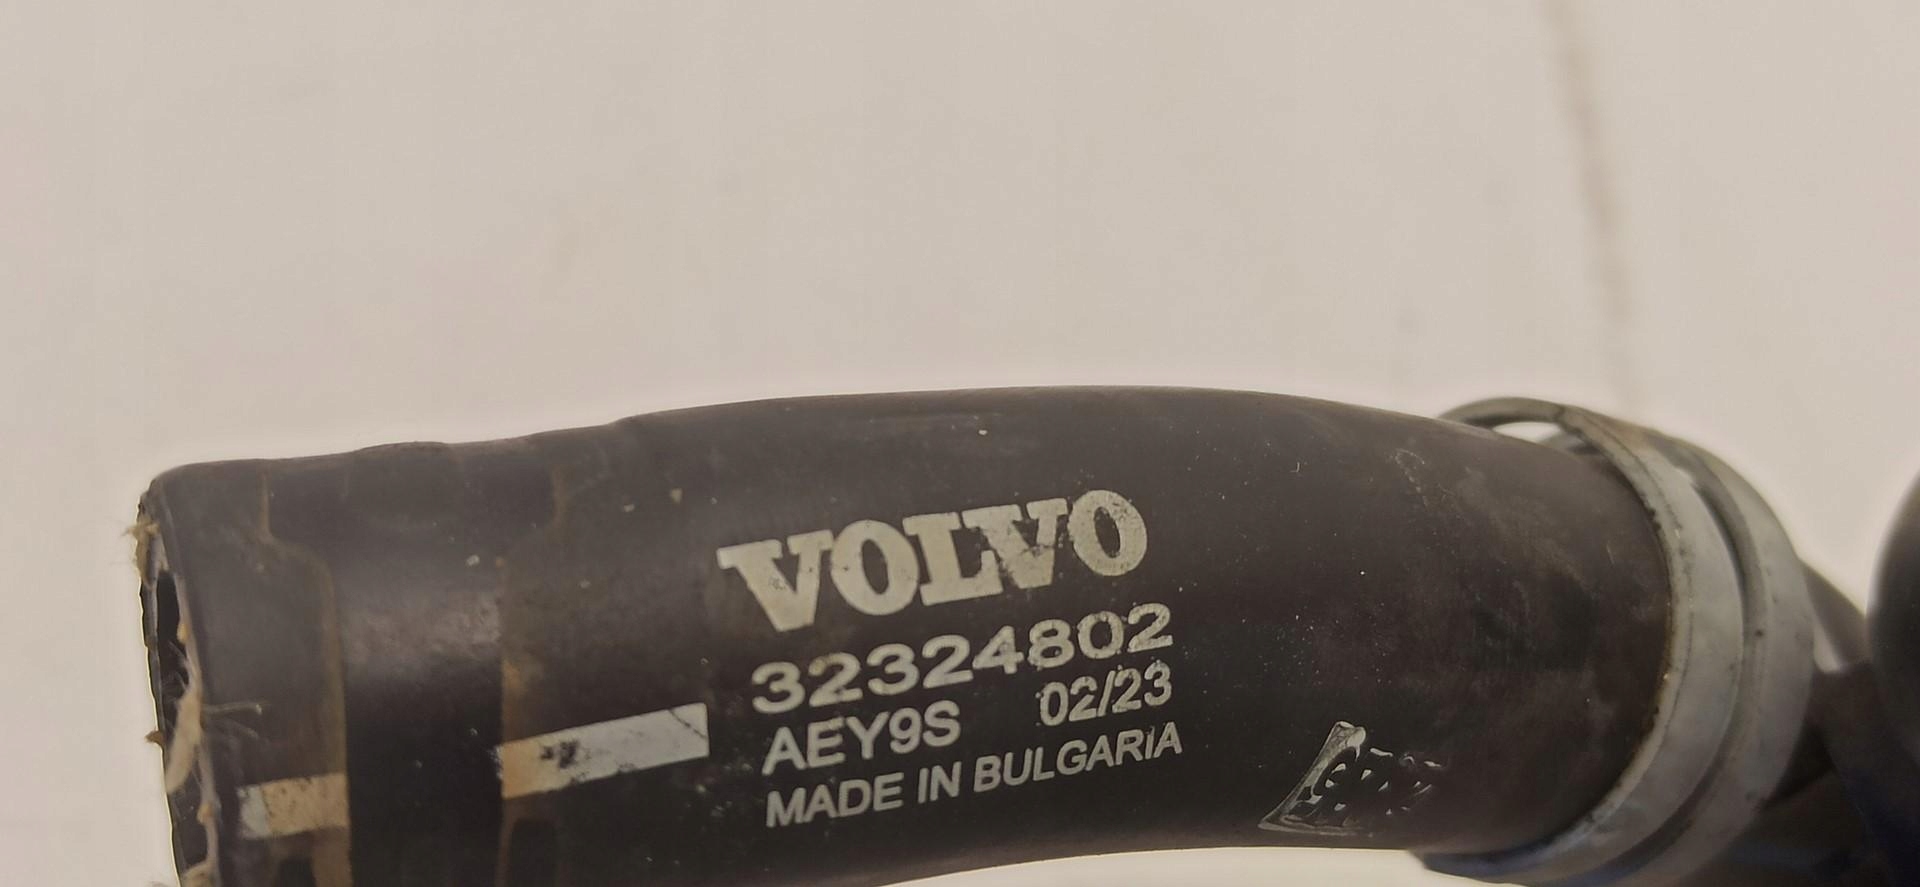 VOLVO
32324802
AEY9S 02/23
MADE IN BULGARIA